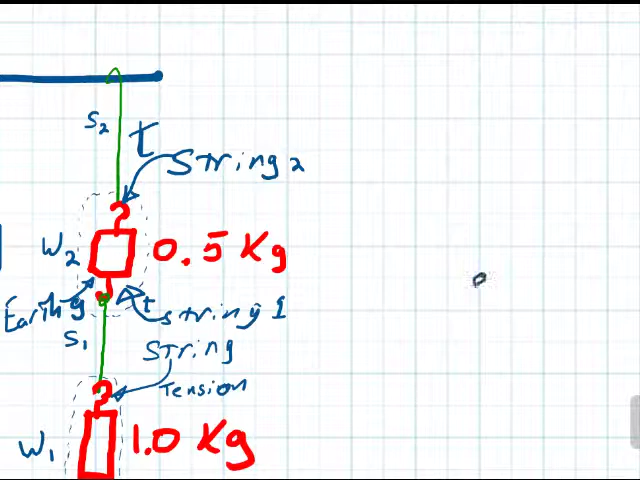 S₂
t
String 2
W₂
0.5 Kg
Earth g
t
String 1
S₁
String
Tension
W₁
1.0 Kg